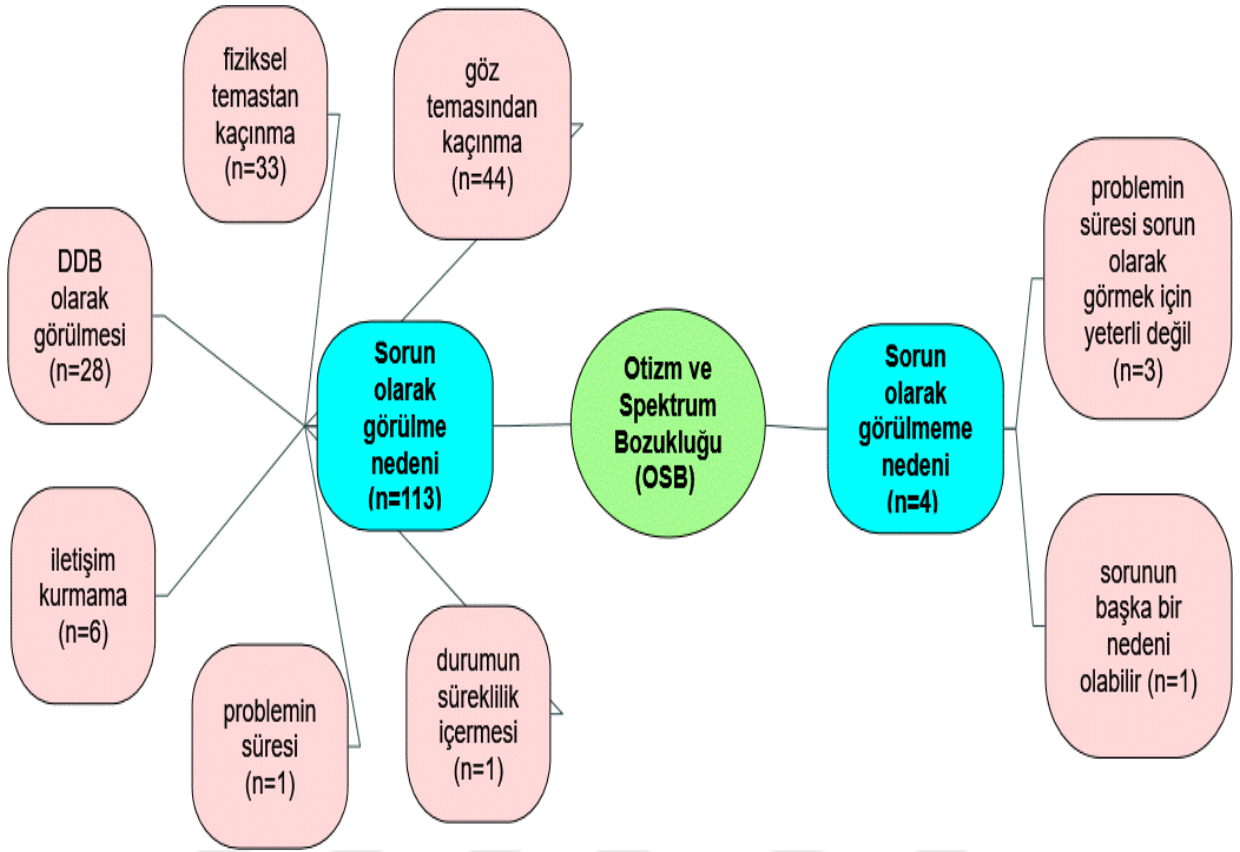 fiziksel
temastan
kaçınma
(n=33)
göz
temasından
kaçınma
(n=44)
DDB
olarak
görülmesi
(n=28)
iletişim
kurmama
(n=6)
problemin
süresi
(n=1)
durumun
süreklilik
içermesi
(n=1)
Sorun
olarak
görülme
nedeni
(n=113)
Otizm ve
Spektrum
Bozukluğu
(OSB)
Sorun
olarak
görülmeme
nedeni
(n=4)
problemin
süresi sorun
olarak
görmek için
yeterli değil
(n=3)
sorunun
başka bir
nedeni
olabilir (n=1)